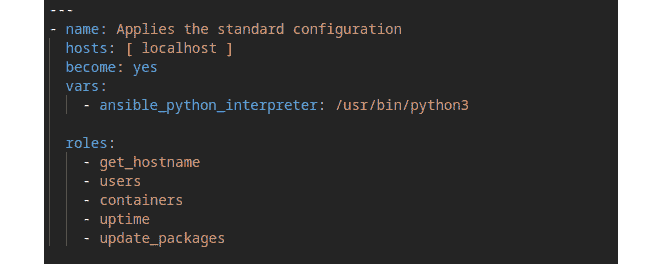 ---
- name: Applies the standard configuration
  hosts: [ localhost ]
  become: yes
  vars:
    - ansible_python_interpreter: /usr/bin/python3

  roles:
    - get_hostname
    - users
    - containers
    - uptime
    - update_packages